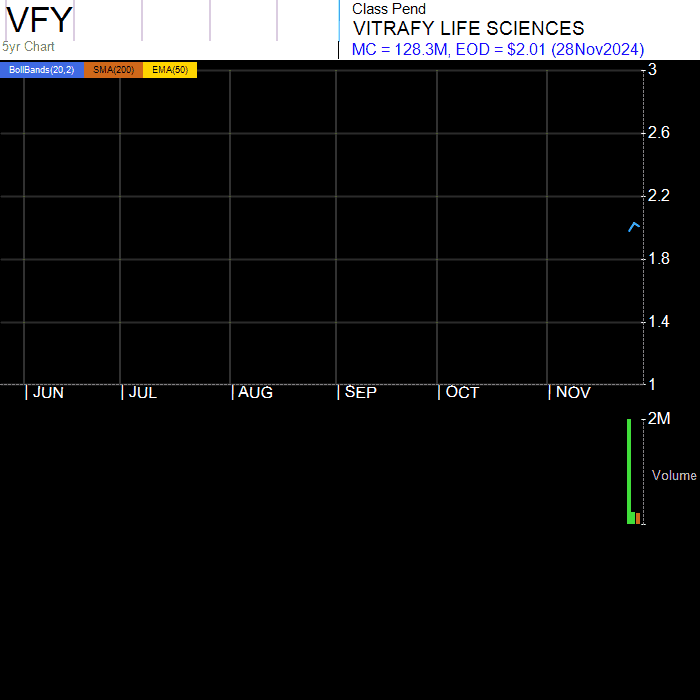 VFY
5yr Chart
Class Pend
VITRAFY LIFE SCIENCES
MC = 128.3M, EOD = $2.01 (28Nov2024)
BollBands(20,2) SMA(200) EMA(50)
3
2.6
2.2
1.8
1.4
1
| JUN | JUL | AUG | SEP | OCT | NOV
2M
Volume